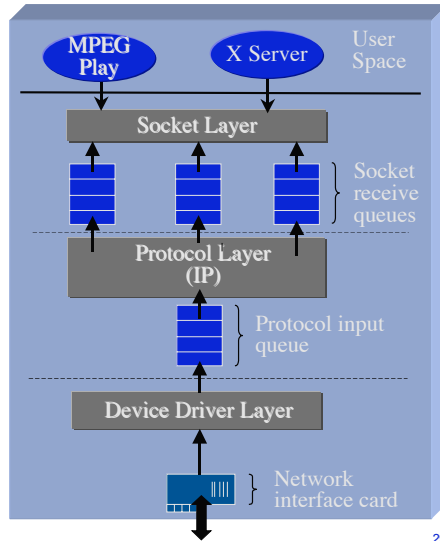 MPEG
Play
X Server
User
Space
Socket Layer
Socket
receive
queues
Protocol Layer
(IP)
Protocol input
queue
Device Driver Layer
Network
interface card
2